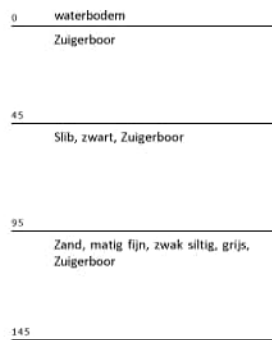 0 waterbodem
Zuigerboor
45
Slib, zwart, Zuigerboor
95
Zand, matig fijn, zwak siltig, grijs,
Zuigerboor
145